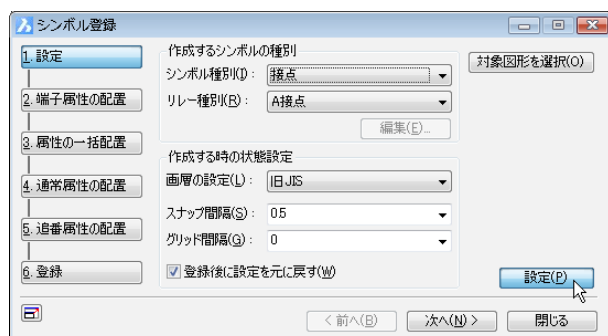 シンボル登録
1. 設定
2. 端子属性の配置
3. 属性の一括配置
4. 通常属性の配置
5. 追番属性の配置
6. 登録
作成するシンボルの種別
シンボル種別(I): 接点
リレー種別(R): A接点
編集(E)...
作成する時の状態設定
画層の設定(L): 旧JIS
スナップ間隔(S): 0.5
グリッド間隔(G): 0
登録後に設定を元に戻す(W)
対象図形を選択(O)
設定(P)
< 前へ(B)
次へ(N) >
閉じる